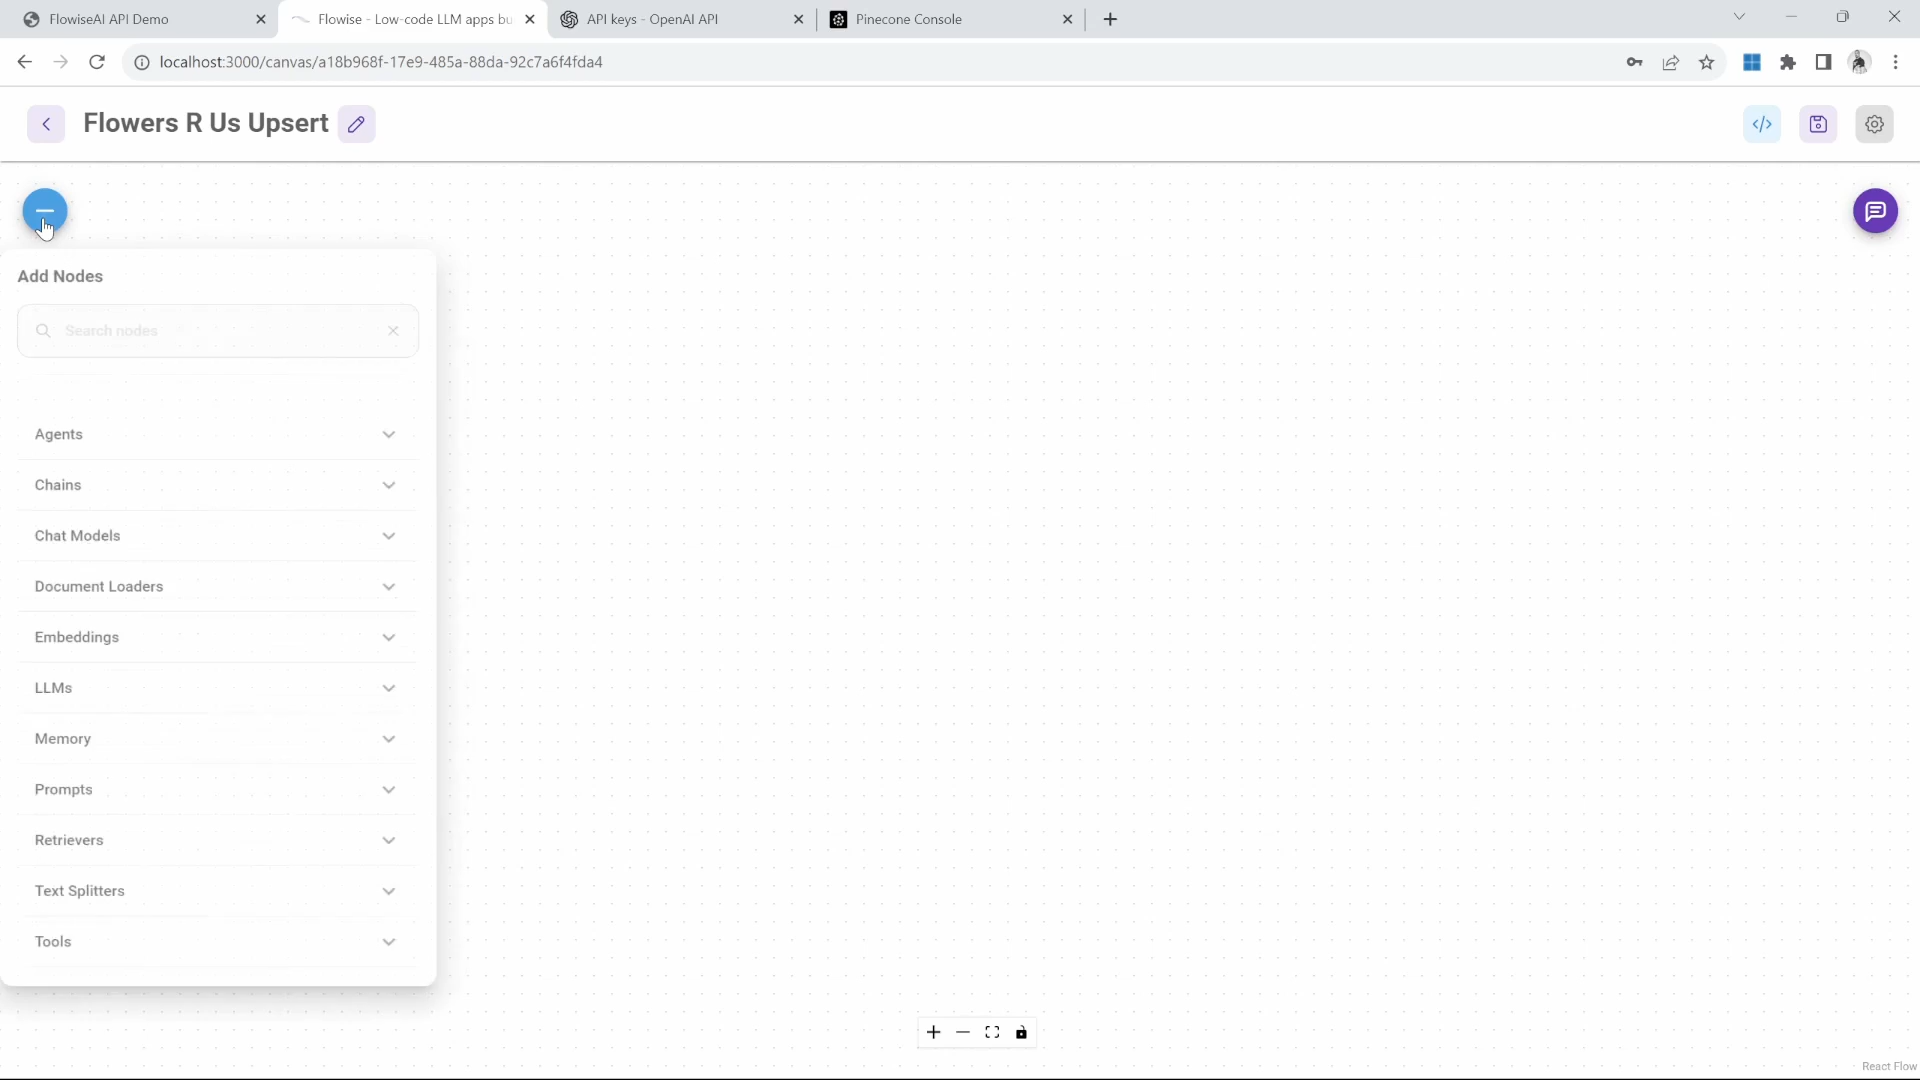 FlowiseAI API Demo
Flowise - Low-code LLM apps bu
API keys - OpenAI API
Pinecone Console
localhost:3000/canvas/a18b968f-17e9-485a-88da-92c7a6f4fda4
Flowers R Us Upsert
Add Nodes
Search nodes
Agents
Chains
Chat Models
Document Loaders
Embeddings
LLMs
Memory
Prompts
Retrievers
Text Splitters
Tools
React Flow